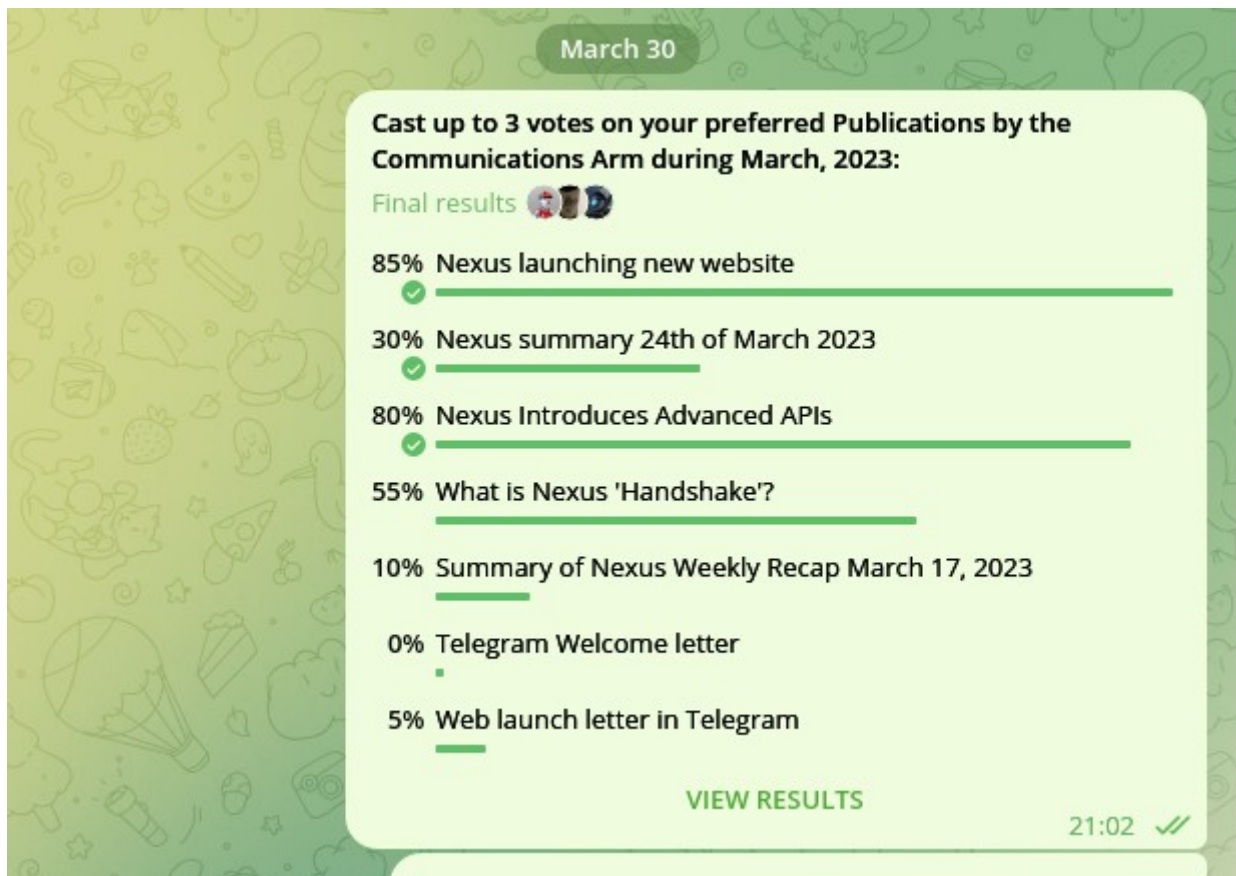 March 30
Cast up to 3 votes on your preferred Publications by the
Communications Arm during March, 2023:
Final results
85% Nexus launching new website
30% Nexus summary 24th of March 2023
80% Nexus Introduces Advanced APIs
55% What is Nexus 'Handshake'?
10% Summary of Nexus Weekly Recap March 17, 2023
0% Telegram Welcome letter
5% Web launch letter in Telegram
VIEW RESULTS
21:02